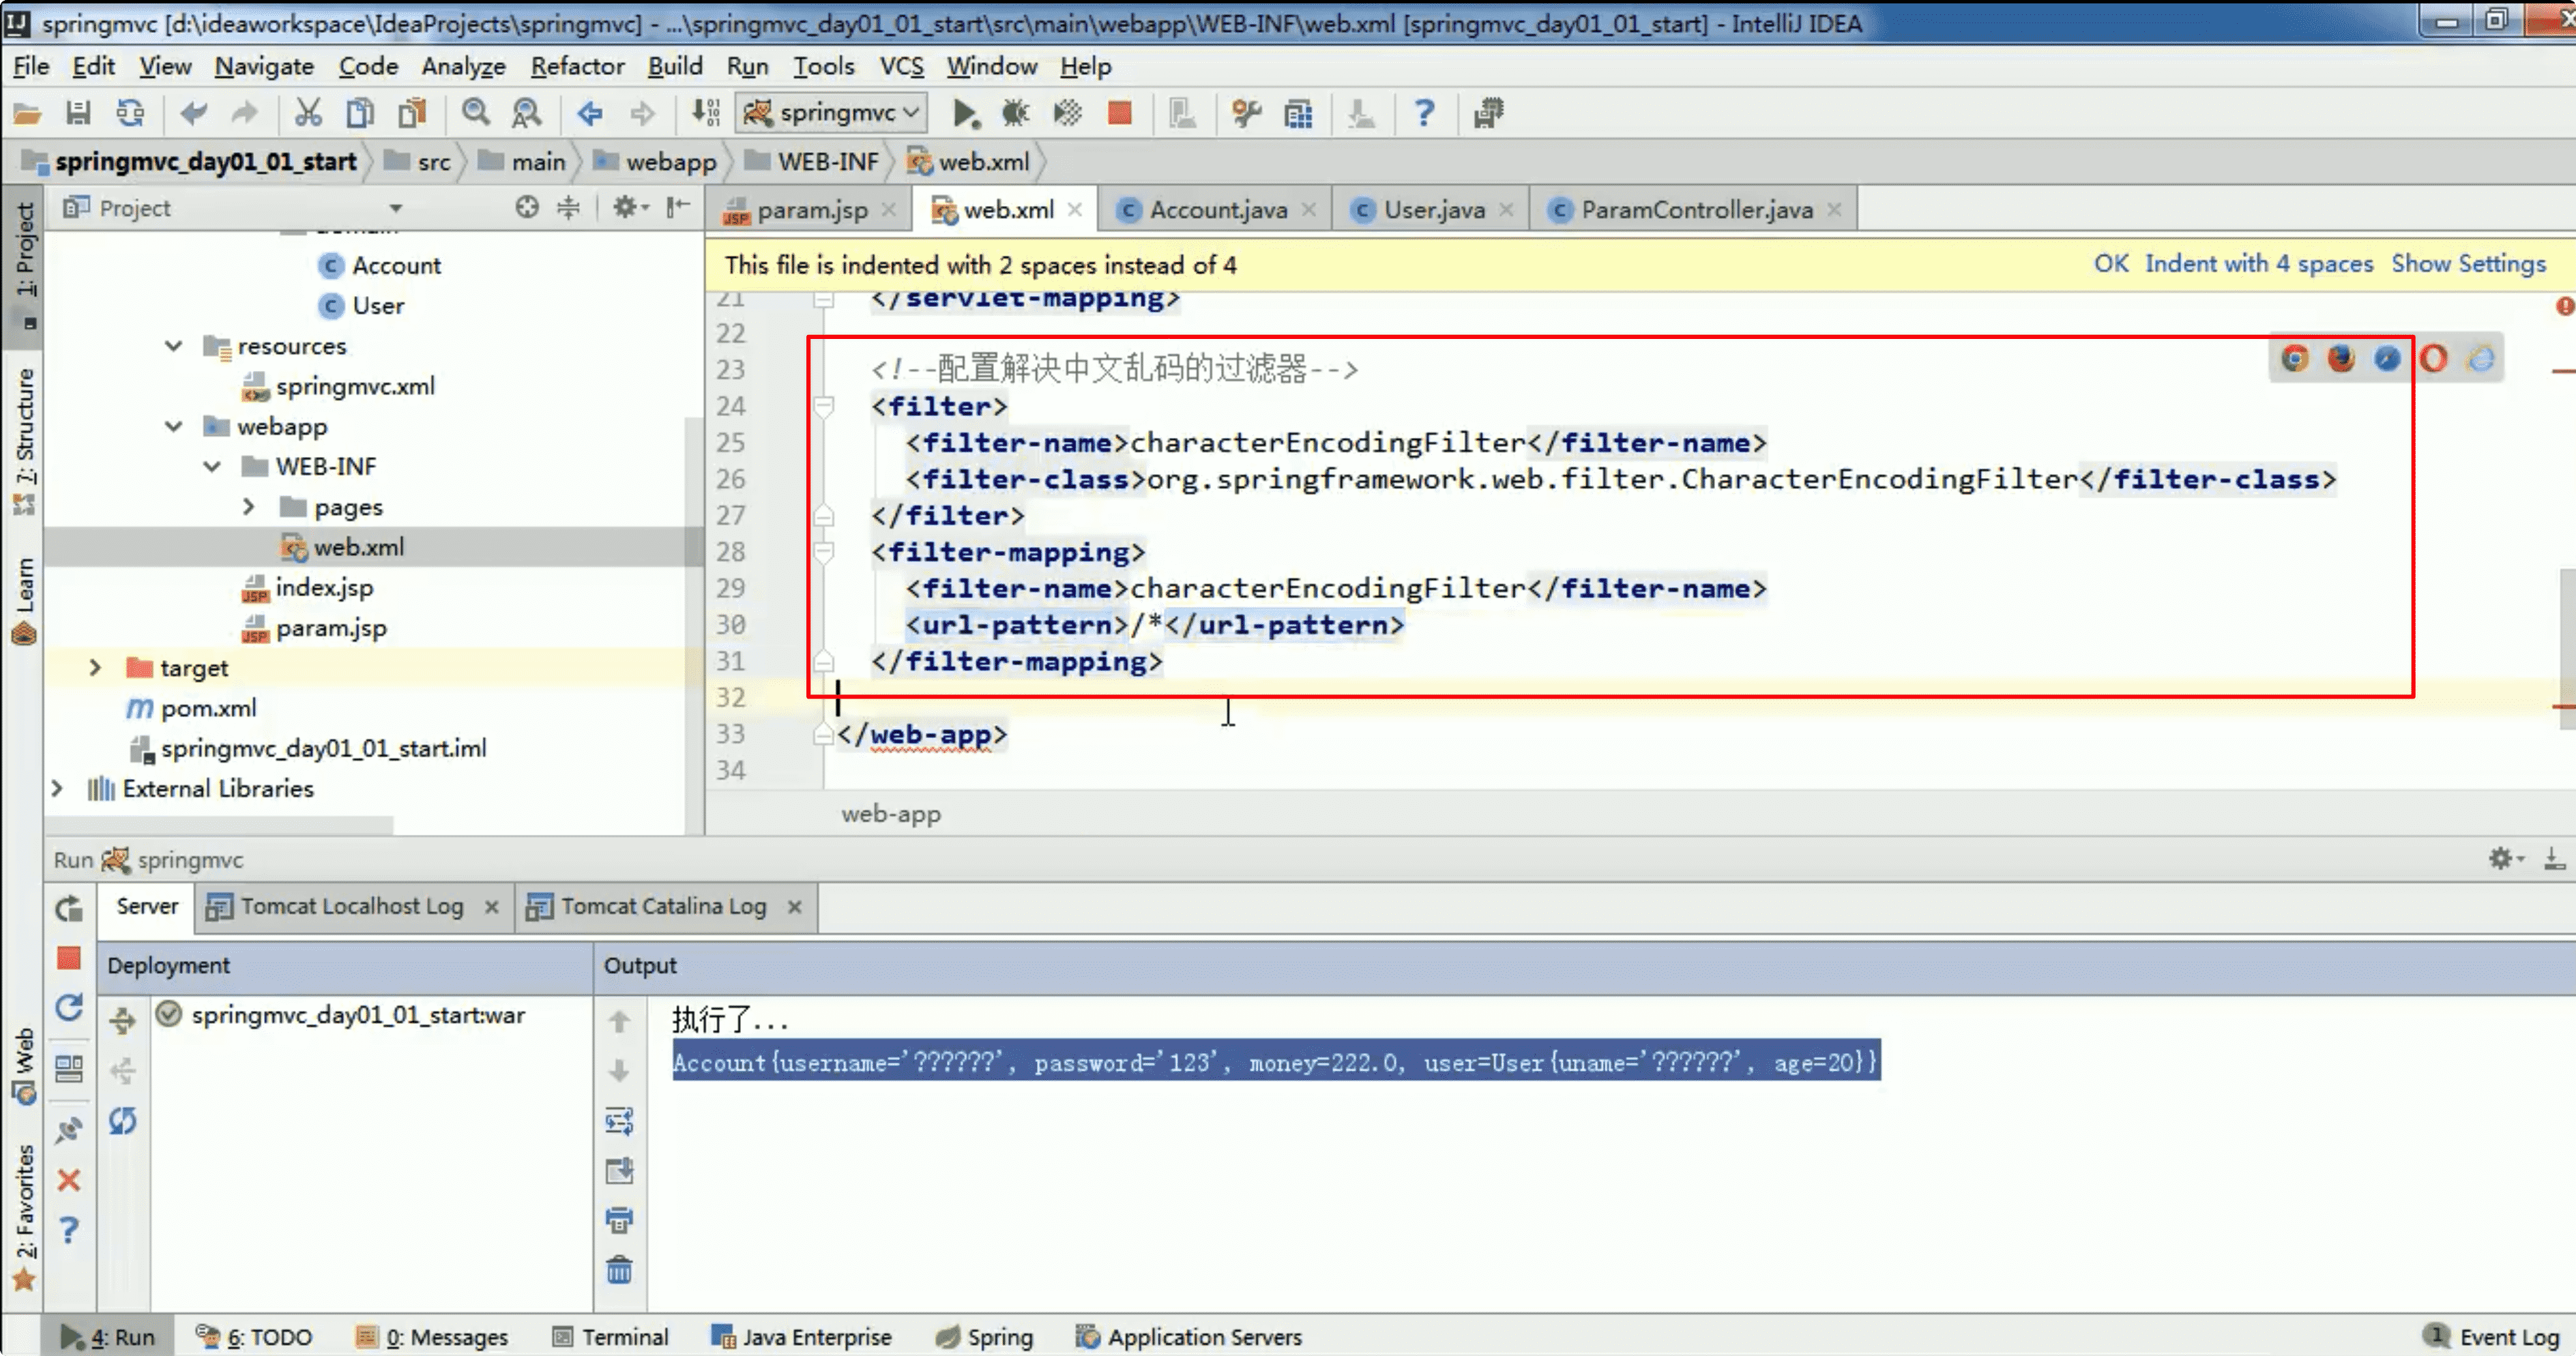 springmvc [d:\ideaworkspace\IdeaProjects\springmvc] - ...\springmvc_day01_01_start\src\main\webapp\WEB-INF\web.xml [springmvc_day01_01_start] - IntelliJ IDEA
File Edit View Navigate Code Analyze Refactor Build Run Tools VCS Window Help
springmvc
springmvc_day01_01_start src main webapp WEB-INF web.xml
Project
param.jsp web.xml Account.java User.java ParamController.java
This file is indented with 2 spaces instead of 4 OK Indent with 4 spaces Show Settings
1: Project
7: Structure
Learn
Web
2: Favorites
domain
Account
User
resources
springmvc.xml
webapp
WEB-INF
pages
web.xml
index.jsp
param.jsp
target
pom.xml
springmvc_day01_01_start.iml
External Libraries
21 </servlet-mapping>
22
23 <!--配置解决中文乱码的过滤器-->
24 <filter>
25 <filter-name>characterEncodingFilter</filter-name>
26 <filter-class>org.springframework.web.filter.CharacterEncodingFilter</filter-class>
27 </filter>
28 <filter-mapping>
29 <filter-name>characterEncodingFilter</filter-name>
30 <url-pattern>/*</url-pattern>
31 </filter-mapping>
32
33 </web-app>
34
web-app
Run springmvc
Server Tomcat Localhost Log Tomcat Catalina Log
Deployment Output
springmvc_day01_01_start:war
执行了...
Account{username='??????', password='123', money=222.0, user=User{uname='??????', age=20}}
4: Run 6: TODO 0: Messages Terminal Java Enterprise Spring Application Servers 1 Event Log